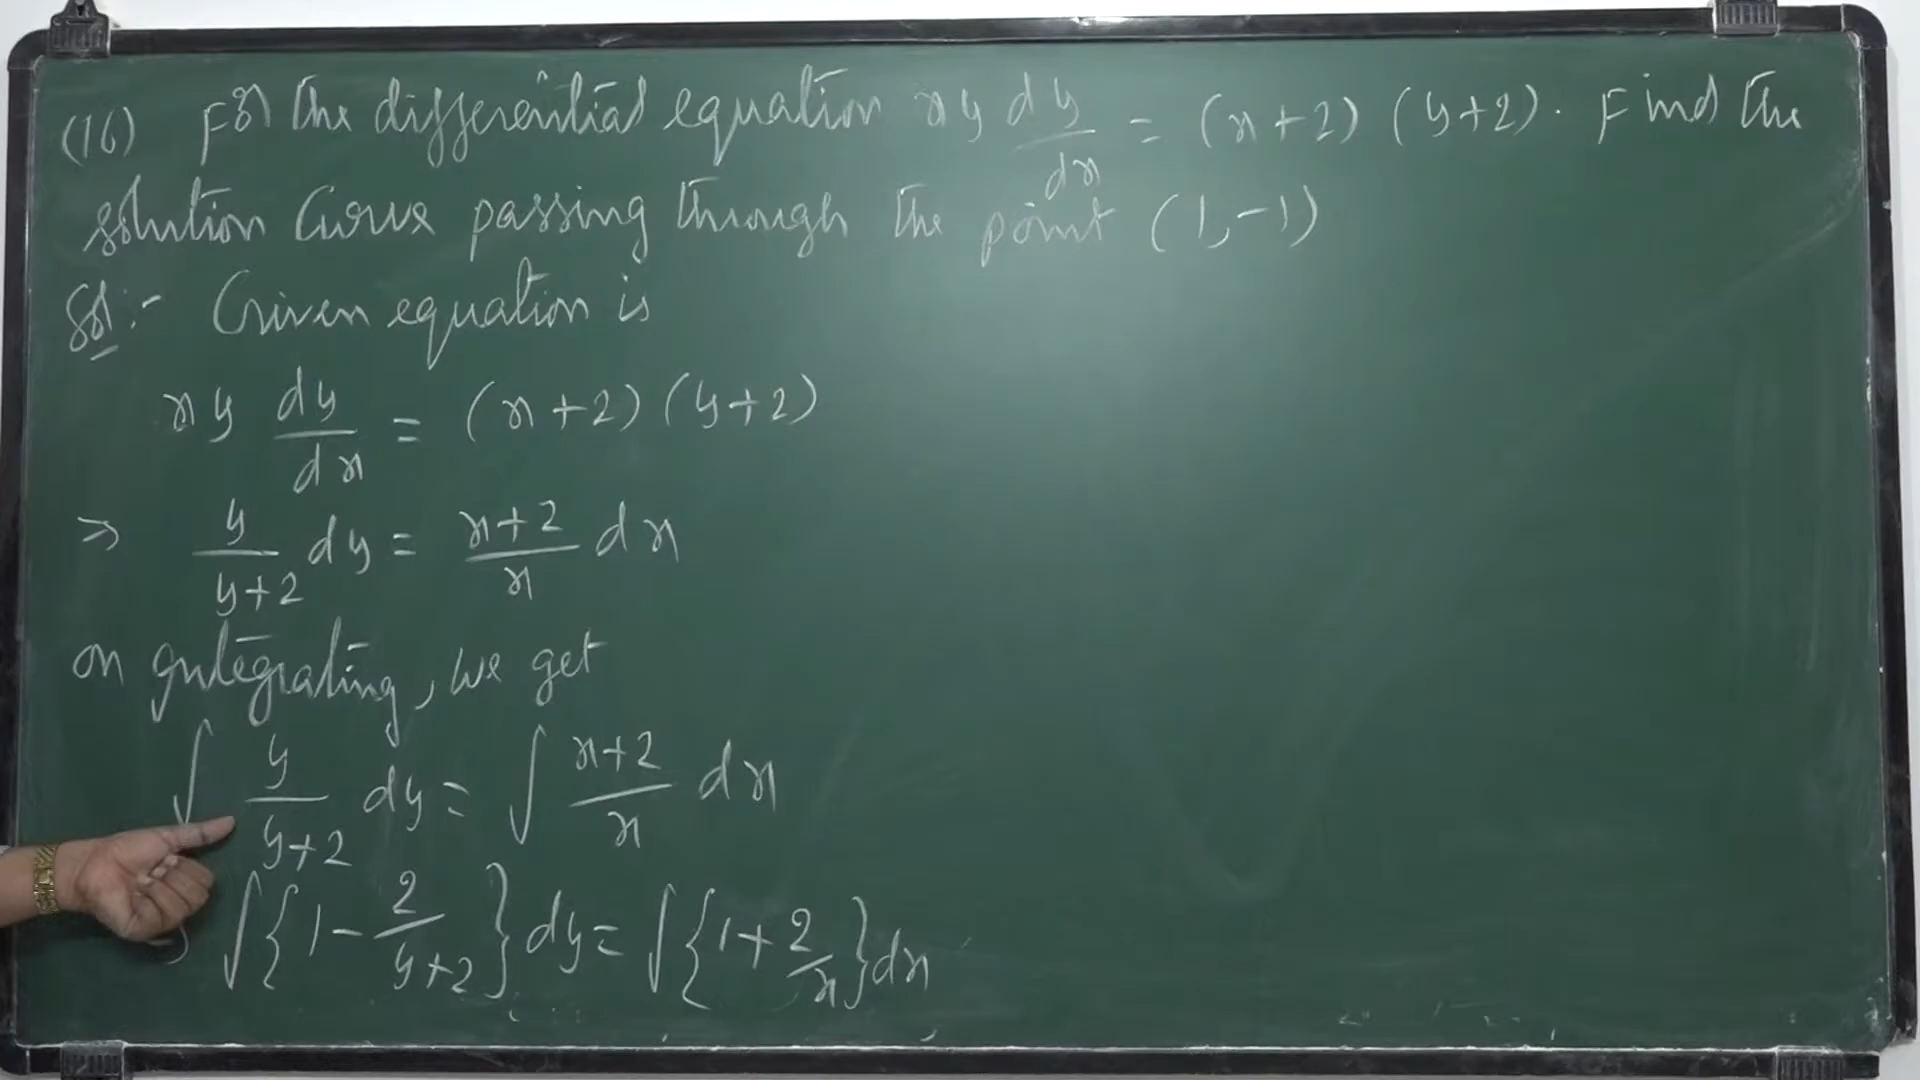 (16) For the differential equation xy dy/dx = (x+2) (y+2). Find the
solution Curve passing through the point (1, -1)
Sol:- Given equation is
xy dy/dx = (x+2) (y+2)
⇒ y/y+2 dy = x+2/x dx
on Integrating, we get
∫ y/y+2 dy = ∫ x+2/x dx
∫{1 - 2/y+2} dy = ∫{1 + 2/x} dx